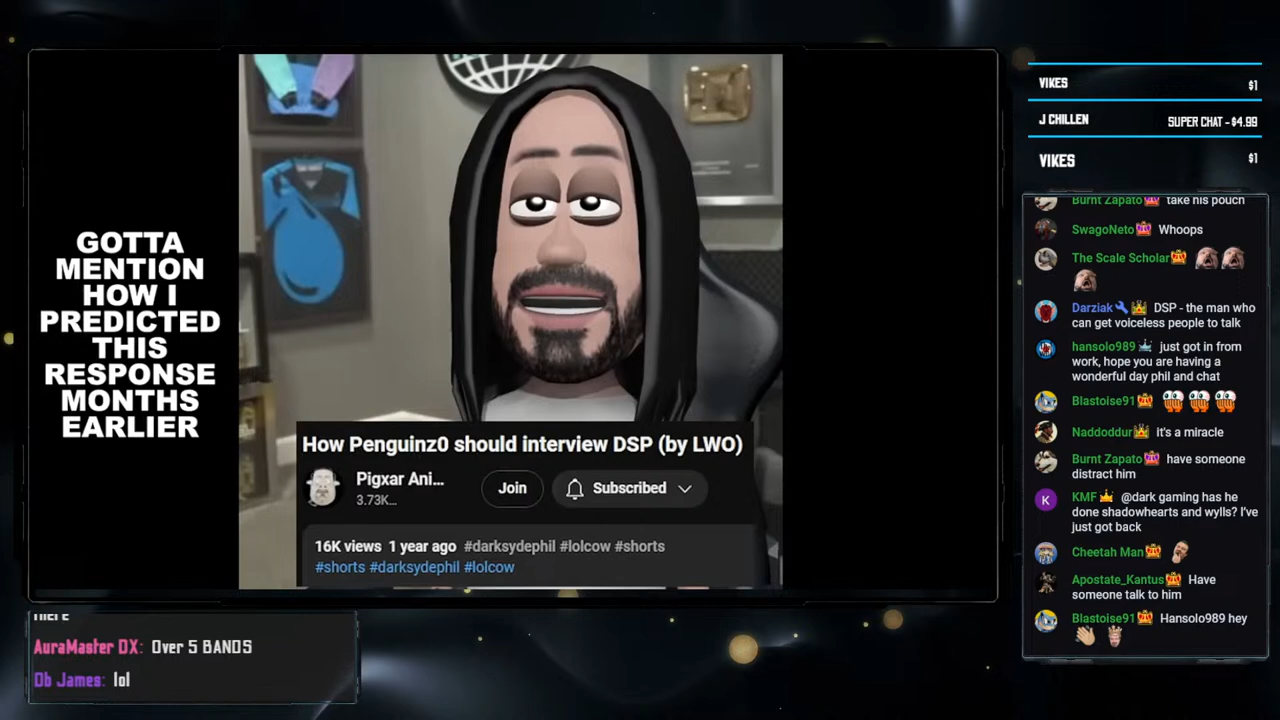 GOTTA
MENTION
HOW I
PREDICTED
THIS
RESPONSE
MONTHS
EARLIER
How Penguinz0 should interview DSP (by LWO)
Pigxar Ani...
3.73K...
Join
Subscribed
16K views 1 year ago #darksydephil #lolcow #shorts
#shorts #darksydephil #lolcow
AuraMaster DX: Over 5 BANDS
Ob James: lol
VIKES $1
J CHILLEN SUPER CHAT - $4.99
VIKES $1
Burnt Zapato take his pouch
SwagoNeto Whoops
The Scale Scholar
Darziak DSP - the man who
can get voiceless people to talk
hansolo989 just got in from
work, hope you are having a
wonderful day phil and chat
Blastoise91
Naddoddur it's a miracle
Burnt Zapato have someone
distract him
K
KMF @dark gaming has he
done shadowhearts and wylls? I've
just got back
Cheetah Man
Apostate_Kantus Have
someone talk to him
Blastoise91 Hansolo989 hey